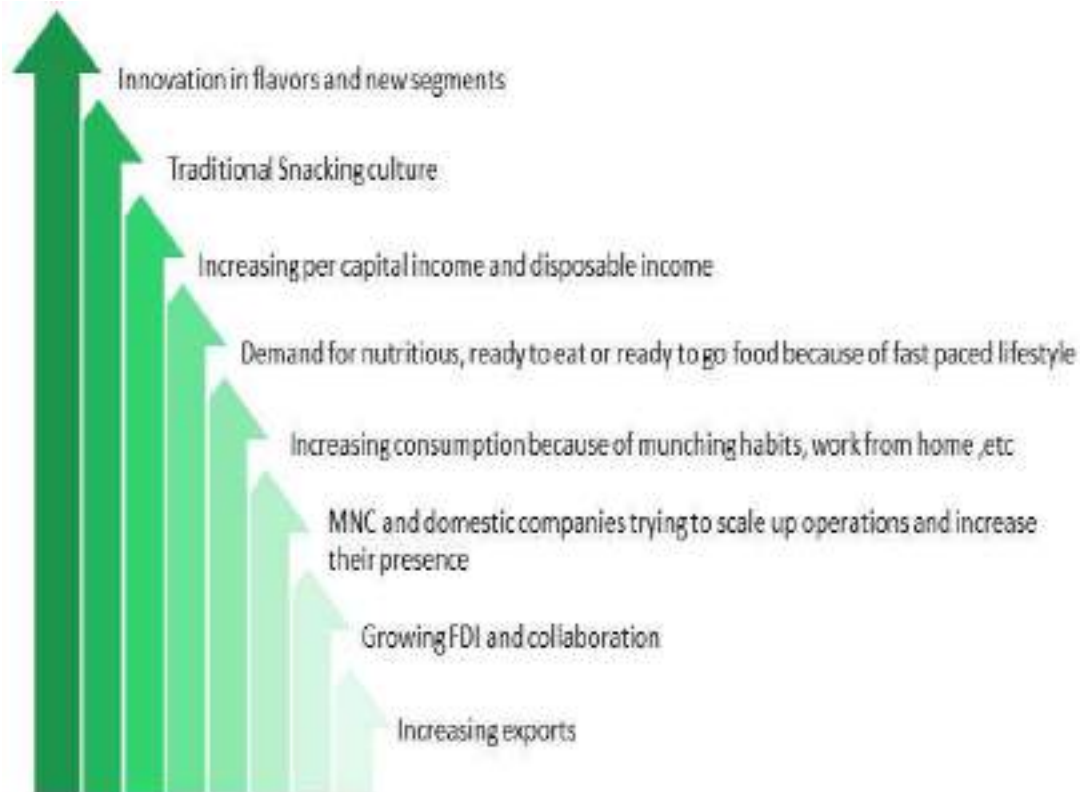 Innovation in flavors and new segments
Traditional Snacking culture
Increasing per capital income and disposable income
Demand for nutritious, ready to eat or ready to go food because of fast paced lifestyle
Increasing consumption because of munching habits, work from home ,etc
MNC and domestic companies trying to scale up operations and increase
their presence
Growing FDI and collaboration
Increasing exports